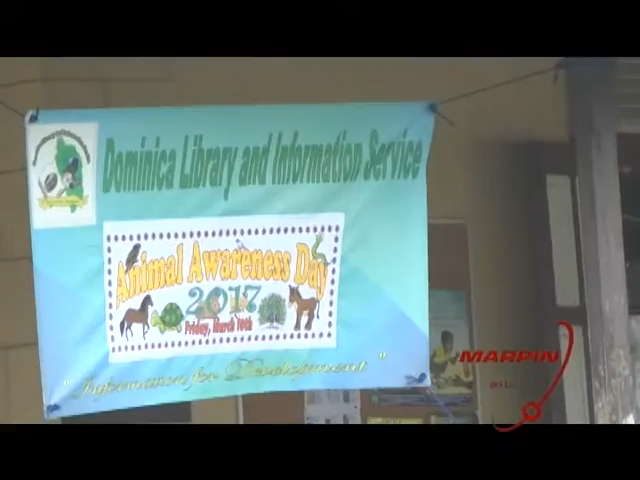 Dominica Library and Information Service
Animal Awareness Day
2017
Friday, March 10th
"Information for Development"
MARPIN